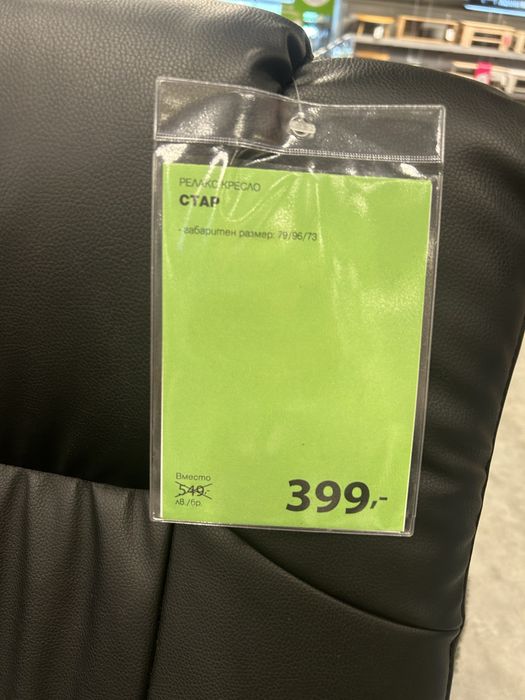 РЕЛАКС КРЕСЛО
СТАР
- габаритен размер: 79/96/73
Вместо
549,-
лв./бр.
399,-